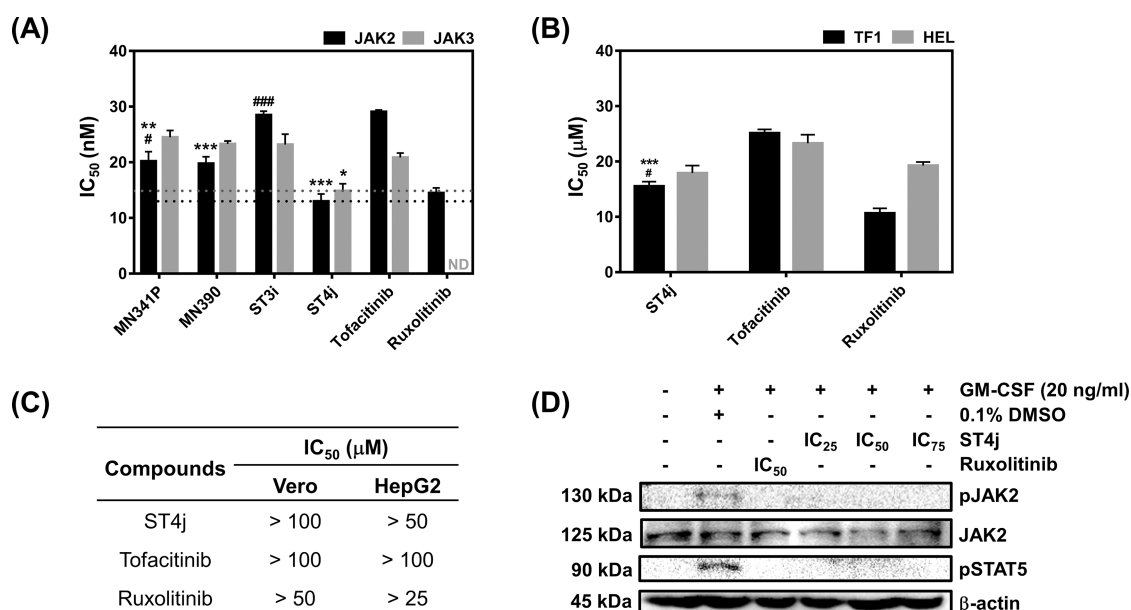 (A)
JAK2 JAK3
IC50 (nM)
40
30
20
10
0
**
#
***
###
***
*
ND
MN341P
MN390
ST3i
ST4j
Tofacitinib
Ruxolitinib
(B)
TF1 HEL
IC50 (μM)
40
30
20
10
0
***
#
ST4j
Tofacitinib
Ruxolitinib
(C)
Compounds IC50 (μM)
Vero HepG2
ST4j > 100 > 50
Tofacitinib > 100 > 100
Ruxolitinib > 50 > 25
(D)
- + + + + + GM-CSF (20 ng/ml)
- + - - - - 0.1% DMSO
- - - IC25 IC50 IC75 ST4j
- - IC50 - - - Ruxolitinib
130 kDa pJAK2
125 kDa JAK2
90 kDa pSTAT5
45 kDa β-actin